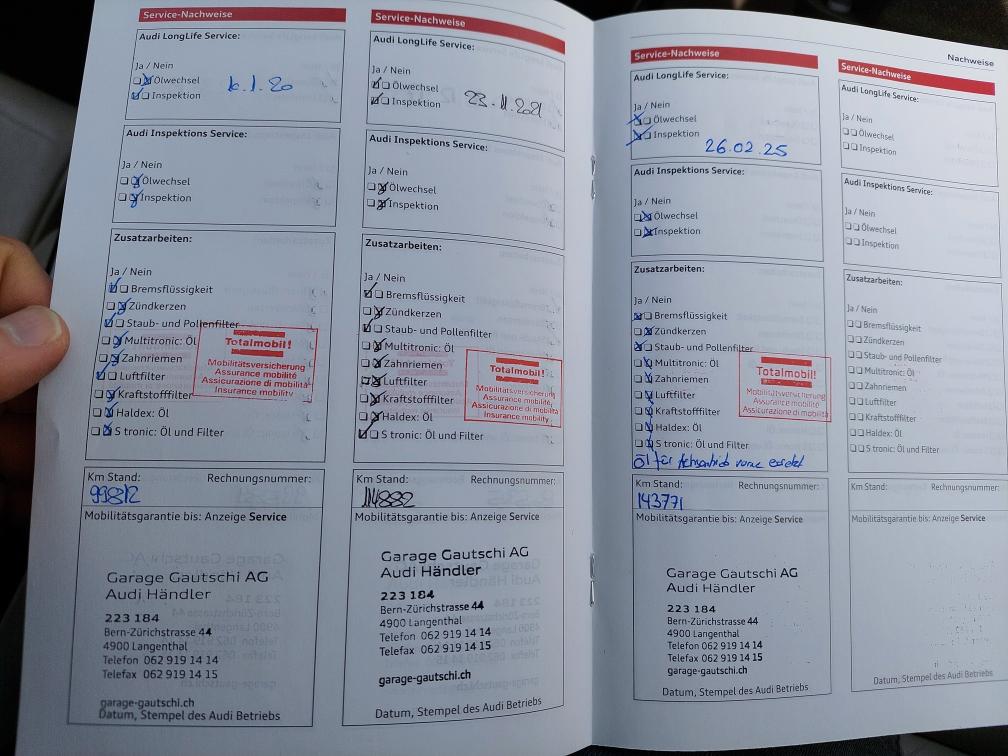 Service-Nachweise
Audi LongLife Service:
Ja / Nein
Ölwechsel
Inspektion
6.1.20
Audi Inspektions Service:
Ja / Nein
Ölwechsel
Inspektion
Zusatzarbeiten:
Ja / Nein
Bremsflüssigkeit
Zündkerzen
Staub- und Pollenfilter
Multitronic: Öl
Zahnriemen
Luftfilter
Kraftstofffilter
Haldex: Öl
S tronic: Öl und Filter
Totalmobil!
Mobilitätsversicherung
Assurance mobilité
Assicurazione di mobilità
Insurance mobility
Km Stand:
Rechnungsnummer:
99812
Mobilitätsgarantie bis: Anzeige Service
Garage Gautschi AG
Audi Händler
223 184
Bern-Zürichstrasse 44
4900 Langenthal
Telefon 062 919 14 14
Telefax 062 919 14 15
garage-gautschi.ch
Datum, Stempel des Audi Betriebs
Service-Nachweise
Audi LongLife Service:
Ja / Nein
Ölwechsel
Inspektion
23.11.2021
Audi Inspektions Service:
Ja / Nein
Ölwechsel
Inspektion
Zusatzarbeiten:
Ja / Nein
Bremsflüssigkeit
Zündkerzen
Staub- und Pollenfilter
Multitronic: Öl
Zahnriemen
Luftfilter
Kraftstofffilter
Haldex: Öl
S tronic: Öl und Filter
Totalmobil!
Mobilitätsversicherung
Assurance mobilité
Assicurazione di mobilità
Insurance mobility
Km Stand:
Rechnungsnummer:
114882
Mobilitätsgarantie bis: Anzeige Service
Garage Gautschi AG
Audi Händler
223 184
Bern-Zürichstrasse 44
4900 Langenthal
Telefon 062 919 14 14
Telefax 062 919 14 15
garage-gautschi.ch
Datum, Stempel des Audi Betriebs
Nachweise
Service-Nachweise
Audi LongLife Service:
Ja / Nein
Ölwechsel
Inspektion
26.02.25
Audi Inspektions Service:
Ja / Nein
Ölwechsel
Inspektion
Zusatzarbeiten:
Ja / Nein
Bremsflüssigkeit
Zündkerzen
Staub- und Pollenfilter
Multitronic: Öl
Zahnriemen
Luftfilter
Kraftstofffilter
Haldex: Öl
S tronic: Öl und Filter
Öl für Achsantrieb vorne ersetzt
Totalmobil!
Mobilitätsversicherung
Assurance mobilité
Assicurazione di mobilità
Km Stand:
Rechnungsnummer:
143771
Mobilitätsgarantie bis: Anzeige Service
Garage Gautschi AG
Audi Händler
223 184
Bern-Zürichstrasse 44
4900 Langenthal
Telefon 062 919 14 14
Telefax 062 919 14 15
garage-gautschi.ch
Datum, Stempel des Audi Betriebs
Service-Nachweise
Audi LongLife Service:
Ja / Nein
Ölwechsel
Inspektion
Audi Inspektions Service:
Ja / Nein
Ölwechsel
Inspektion
Zusatzarbeiten:
Ja / Nein
Bremsflüssigkeit
Zündkerzen
Staub- und Pollenfilter
Multitronic: Öl
Zahnriemen
Luftfilter
Kraftstofffilter
Haldex: Öl
S tronic: Öl und Filter
Km Stand:
Rechnungsnummer:
Mobilitätsgarantie bis: Anzeige Service
Datum, Stempel des Audi Betriebs